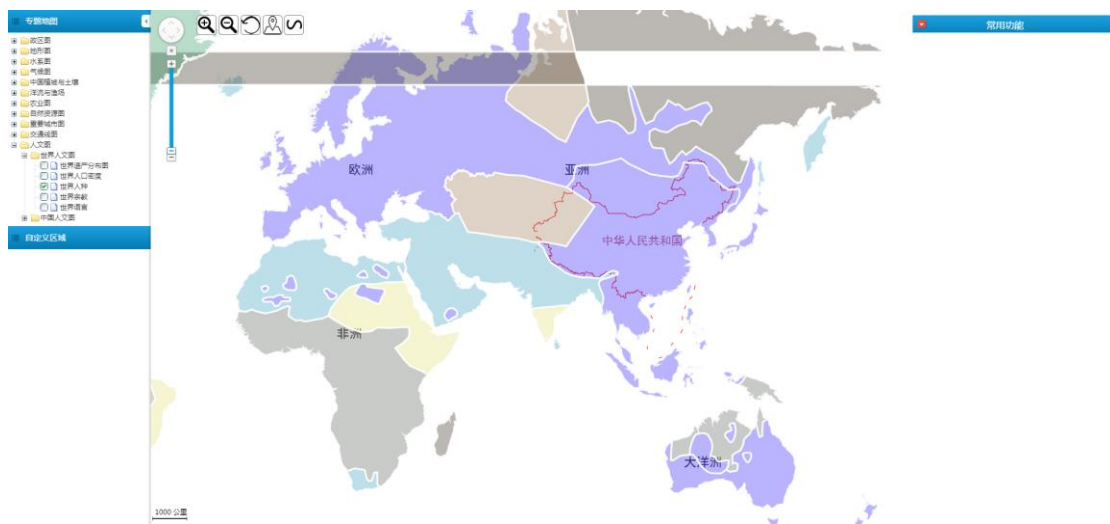 专题地图
政区图
地形图
水系图
气候图
中国植被与土壤
洋流与渔场
农业图
自然资源图
重要城市图
交通线图
人文图
世界人文图
世界遗产分布图
世界人口密度
世界人种
世界宗教
世界语言
中国人文图
自定义区域
常用功能
欧洲
亚洲
中华人民共和国
非洲
大洋洲
1000 公里